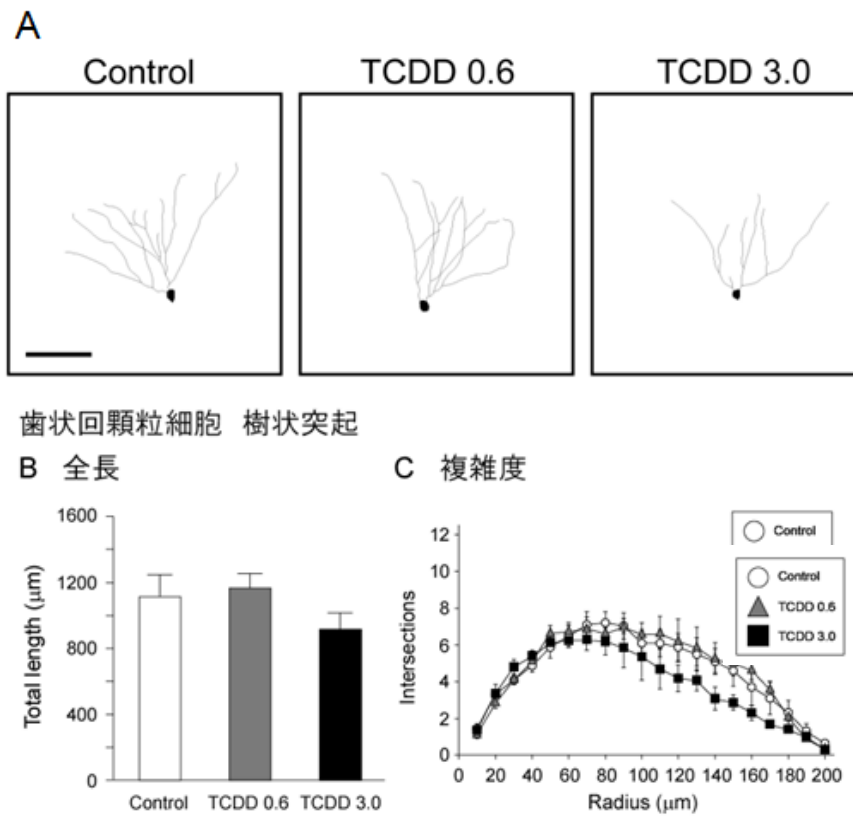 A
Control TCDD 0.6 TCDD 3.0
歯状回顆粒細胞 樹状突起
B 全長
C 複雑度
1600
1200
800
400
0
Total length (μm)
Control TCDD 0.6 TCDD 3.0
12
10
8
6
4
2
0
Intersections
0 20 40 60 80 100 120 140 160 180 200
Radius (μm)
Control
Control
TCDD 0.6
TCDD 3.0